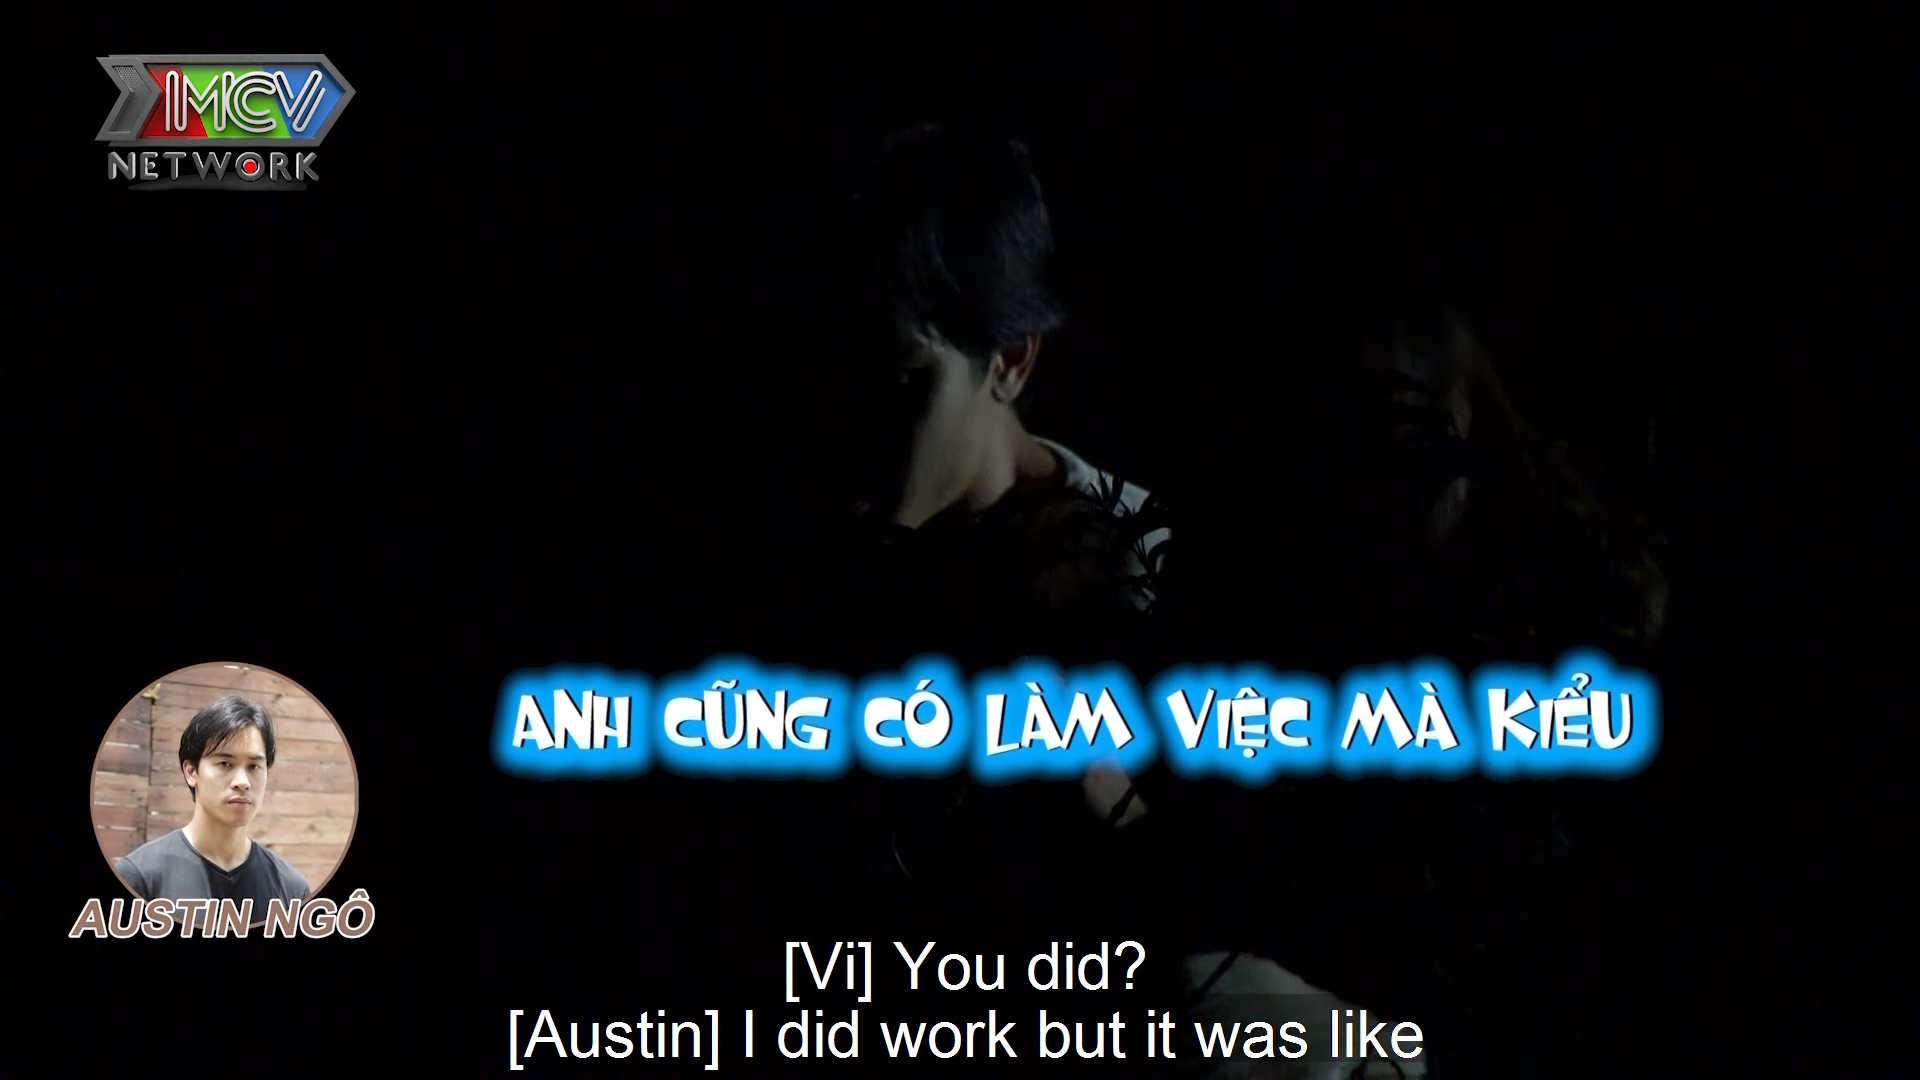 MCV
NETWORK
ANH CŨNG CÓ LÀM VIỆC MÀ KIỂU
AUSTIN NGÔ
[Vi] You did?
[Austin] I did work but it was like